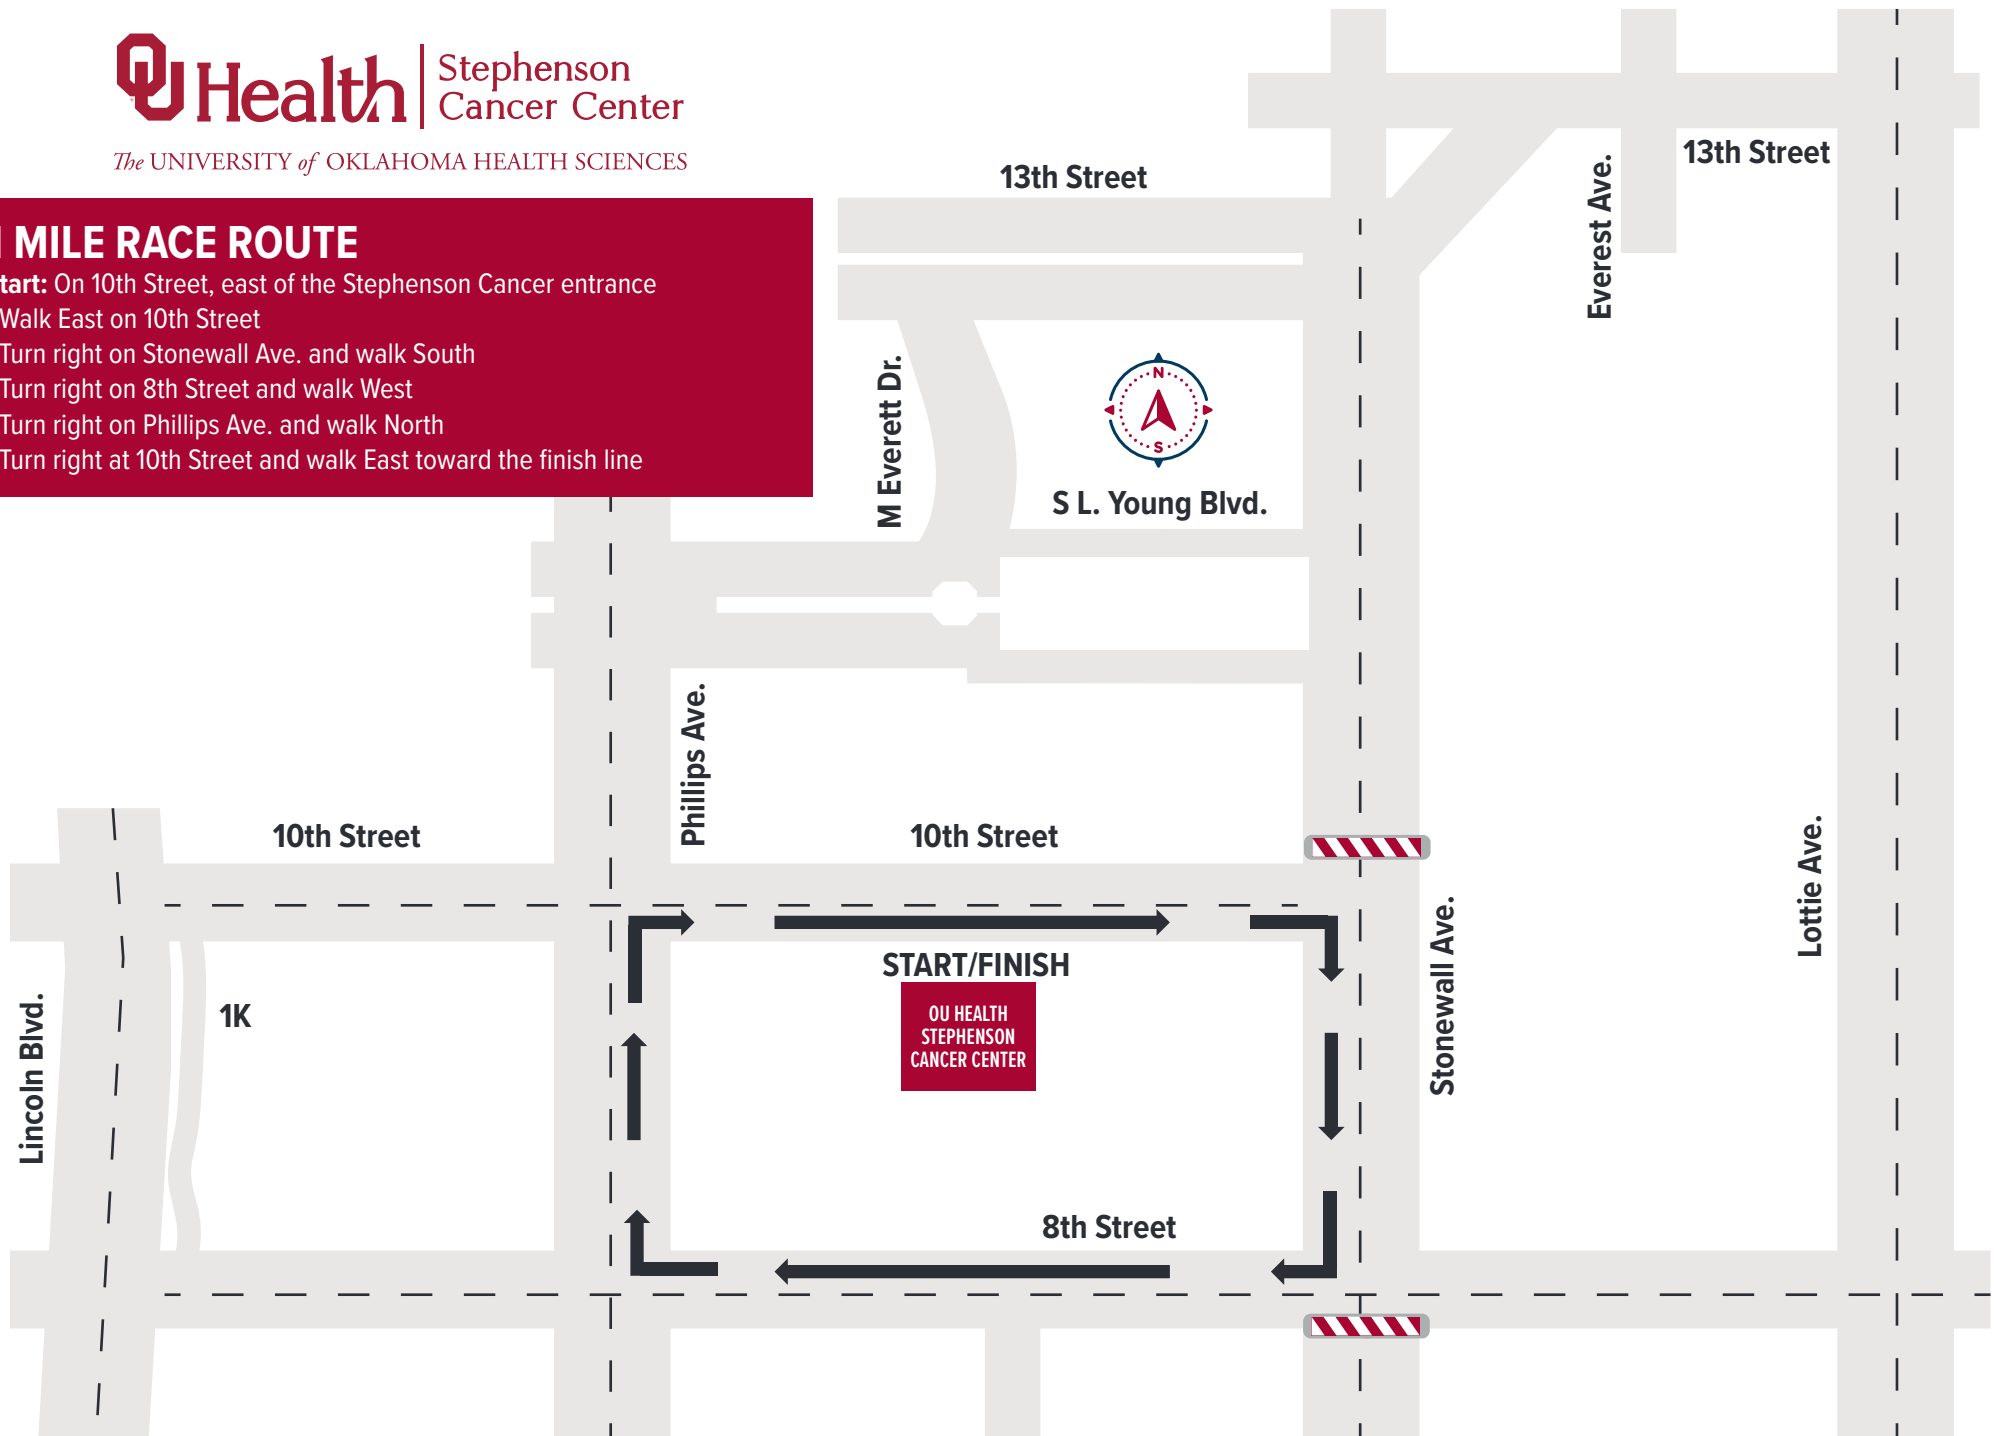 OU Health
Stephenson
Cancer Center
The UNIVERSITY of OKLAHOMA HEALTH SCIENCES
MILE RACE ROUTE
tart: On 10th Street, east of the Stephenson Cancer entrance
Walk East on 10th Street
Turn right on Stonewall Ave. and walk South
Turn right on 8th Street and walk West
Turn right on Phillips Ave. and walk North
Turn right at 10th Street and walk East toward the finish line
13th Street
13th Street
Everest Ave.
M Everett Dr.
N
S
S L. Young Blvd.
Phillips Ave.
10th Street
10th Street
Lottie Ave.
Stonewall Ave.
START/FINISH
OU HEALTH
STEPHENSON
CANCER CENTER
1K
Lincoln Blvd.
8th Street